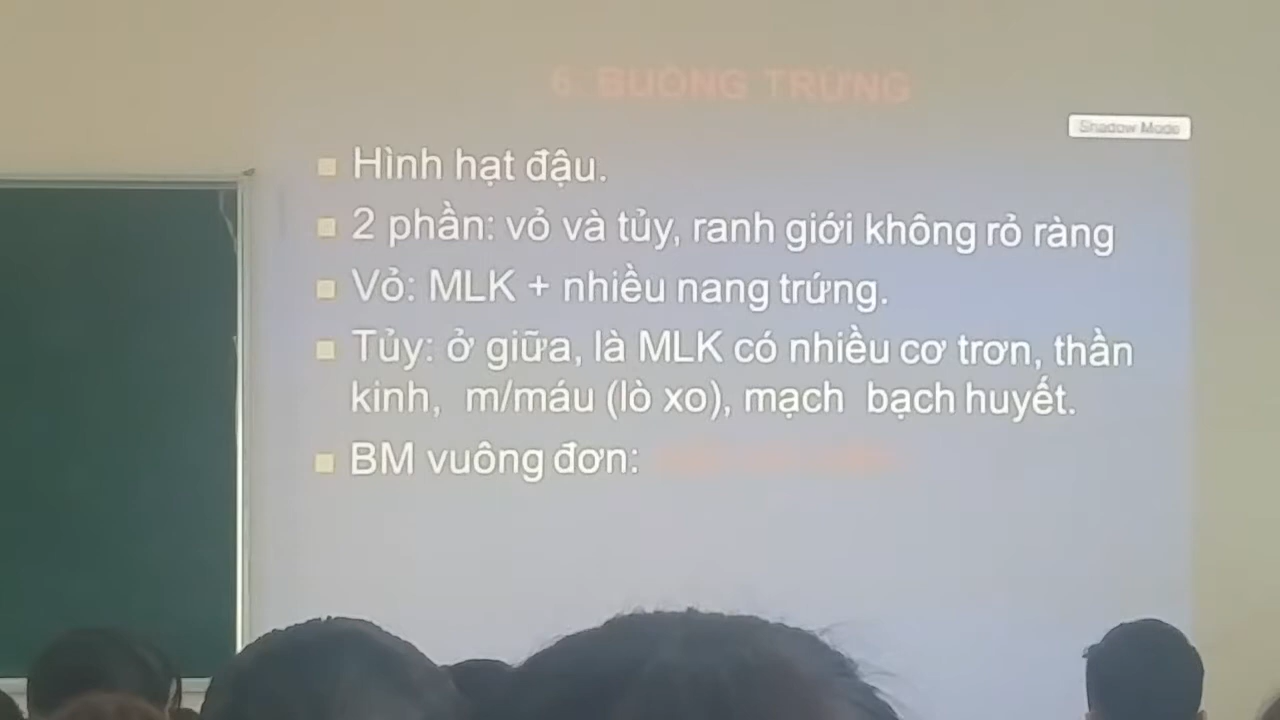 6. BUỒNG TRỨNG
Shadow Mode
Hình hạt đậu.
2 phần: vỏ và tủy, ranh giới không rỏ ràng
Vỏ: MLK + nhiều nang trứng.
Tủy: ở giữa, là MLK có nhiều cơ trơn, thần
kinh, m/máu (lò xo), mạch bạch huyết.
BM vuông đơn: